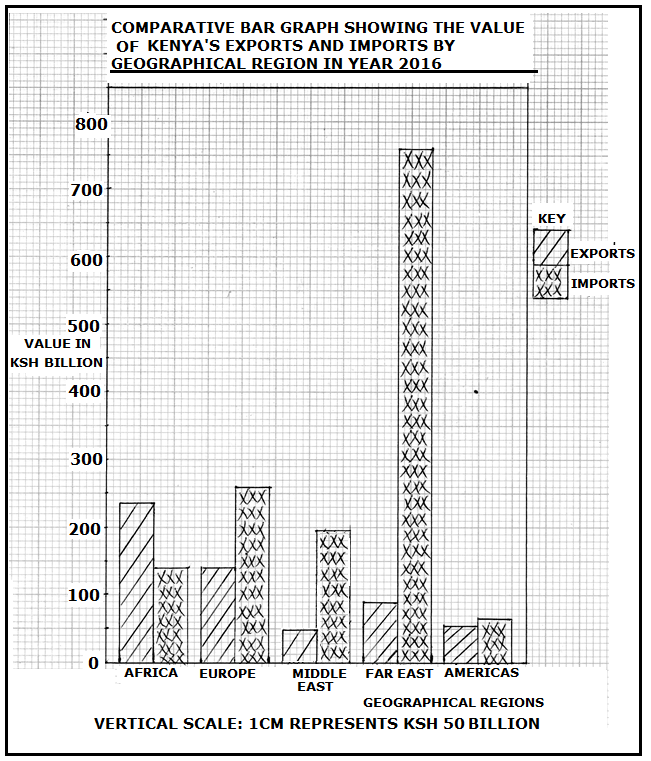 COMPARATIVE BAR GRAPH SHOWING THE VALUE
OF KENYA'S EXPORTS AND IMPORTS BY
GEOGRAPHICAL REGION IN YEAR 2016
800
700
600
500
VALUE IN
KSH BILLION
400
300
200
100
0
KEY
EXPORTS
IMPORTS
AFRICA
EUROPE
MIDDLE
EAST
FAR EAST
AMERICAS
GEOGRAPHICAL REGIONS
VERTICAL SCALE: 1CM REPRESENTS KSH 50 BILLION